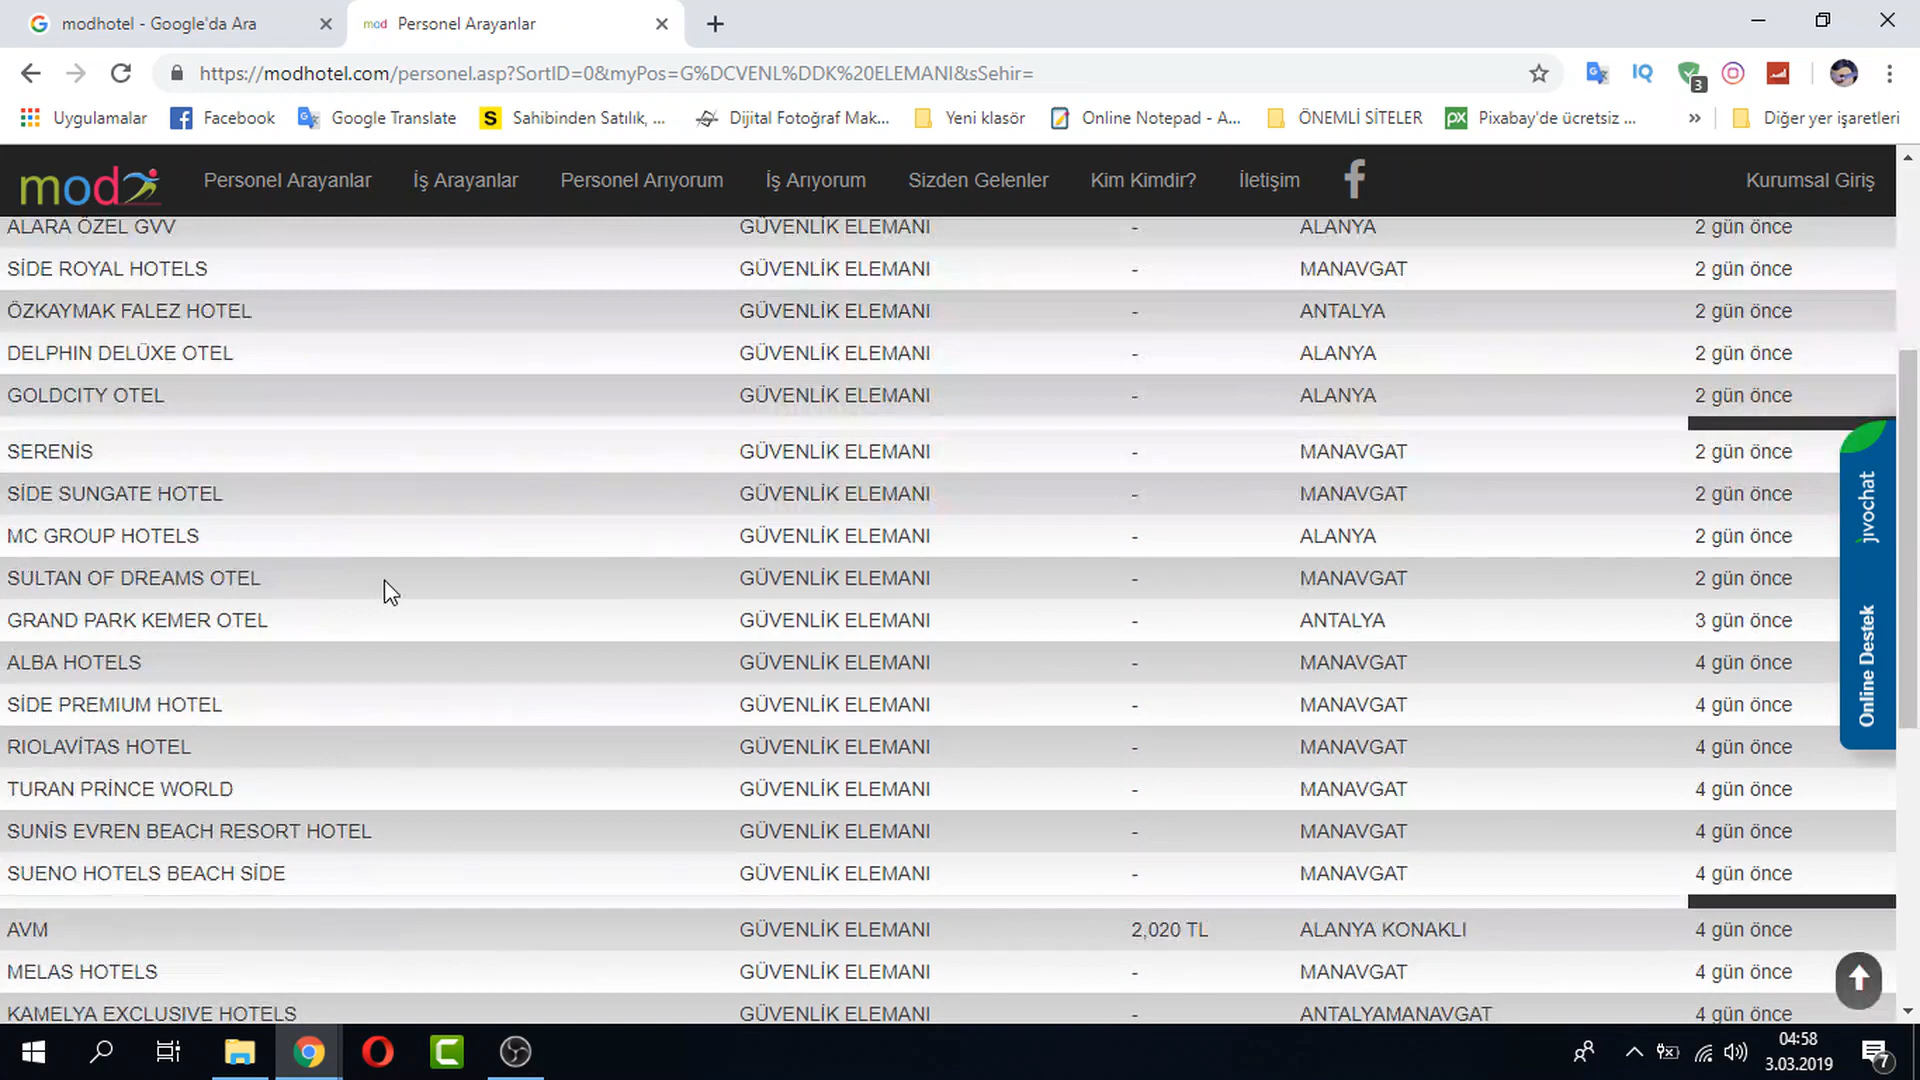 modhotel - Google'da Ara
mod Personel Arayanlar
https://modhotel.com/personel.asp?SortID=0&myPos=G%DCVENL%DDK%20ELEMANI&sSehir=
3
Uygulamalar Facebook Google Translate Sahibinden Satılık, ... Dijital Fotoğraf Mak... Yeni klasör Online Notepad - A... ÖNEMLİ SİTELER px Pixabay'de ücretsiz ... » Diğer yer işaretleri
mod Personel Arayanlar İş Arayanlar Personel Arıyorum İş Arıyorum Sizden Gelenler Kim Kimdir? İletişim Kurumsal Giriş
ALARA ÖZEL GVV GÜVENLİK ELEMANI - ALANYA 2 gün önce
SİDE ROYAL HOTELS GÜVENLİK ELEMANI - MANAVGAT 2 gün önce
ÖZKAYMAK FALEZ HOTEL GÜVENLİK ELEMANI - ANTALYA 2 gün önce
DELPHIN DELÜXE OTEL GÜVENLİK ELEMANI - ALANYA 2 gün önce
GOLDCITY OTEL GÜVENLİK ELEMANI - ALANYA 2 gün önce
SERENİS GÜVENLİK ELEMANI - MANAVGAT 2 gün önce
SİDE SUNGATE HOTEL GÜVENLİK ELEMANI - MANAVGAT 2 gün önce
MC GROUP HOTELS GÜVENLİK ELEMANI - ALANYA 2 gün önce
SULTAN OF DREAMS OTEL GÜVENLİK ELEMANI - MANAVGAT 2 gün önce
GRAND PARK KEMER OTEL GÜVENLİK ELEMANI - ANTALYA 3 gün önce
ALBA HOTELS GÜVENLİK ELEMANI - MANAVGAT 4 gün önce
SİDE PREMIUM HOTEL GÜVENLİK ELEMANI - MANAVGAT 4 gün önce
RIOLAVİTAS HOTEL GÜVENLİK ELEMANI - MANAVGAT 4 gün önce
TURAN PRİNCE WORLD GÜVENLİK ELEMANI - MANAVGAT 4 gün önce
SUNİS EVREN BEACH RESORT HOTEL GÜVENLİK ELEMANI - MANAVGAT 4 gün önce
SUENO HOTELS BEACH SİDE GÜVENLİK ELEMANI - MANAVGAT 4 gün önce
AVM GÜVENLİK ELEMANI 2,020 TL ALANYA KONAKLI 4 gün önce
MELAS HOTELS GÜVENLİK ELEMANI - MANAVGAT 4 gün önce
KAMELYA EXCLUSIVE HOTELS GÜVENLİK ELEMANI - ANTALYAMANAVGAT 4 gün önce
jivochat
Online Destek
04:58
3.03.2019
7